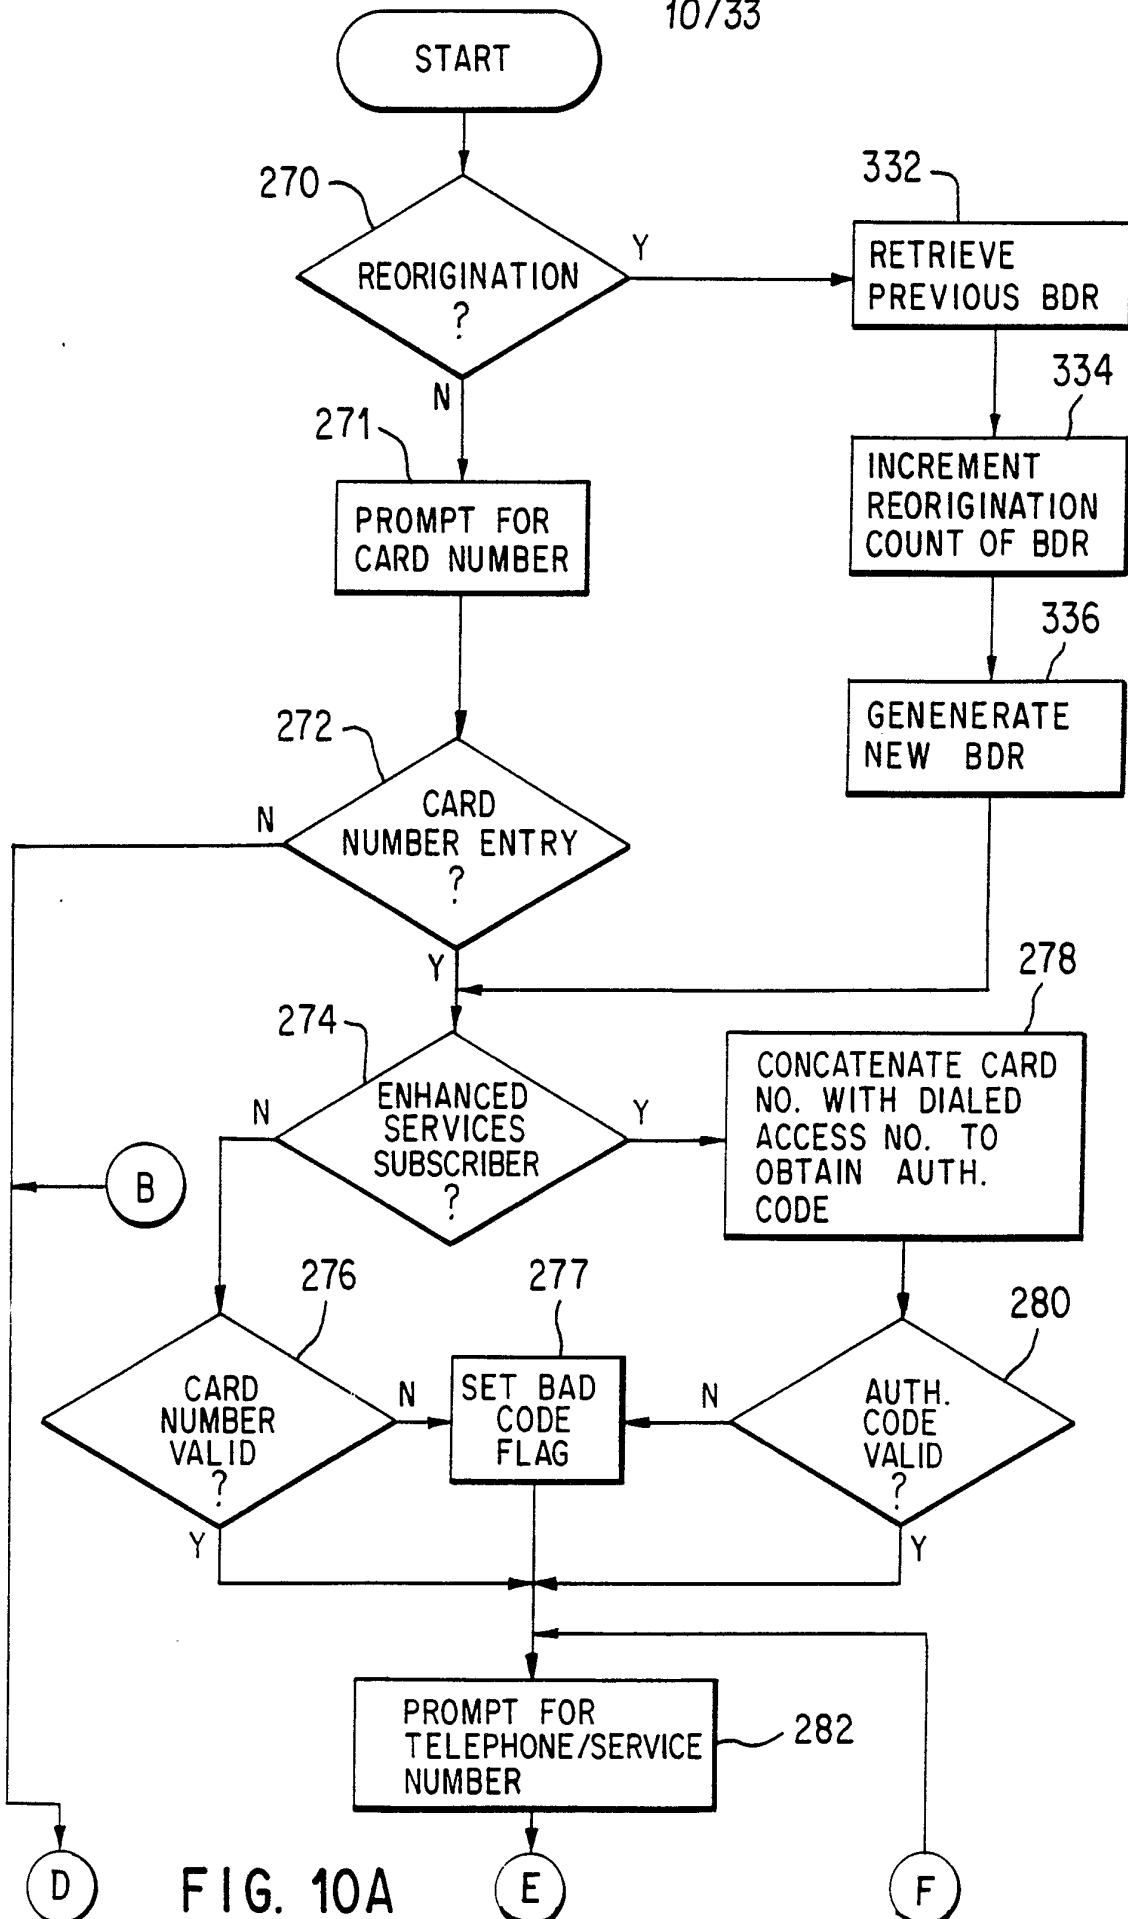 10/33
START
270
REORIGINATION
?
Y
N
332
RETRIEVE
PREVIOUS BDR
334
INCREMENT
REORIGINATION
COUNT OF BDR
336
GENENERATE
NEW BDR
271
PROMPT FOR
CARD NUMBER
272
CARD
NUMBER ENTRY
?
N
Y
274
ENHANCED
SERVICES
SUBSCRIBER
?
N
Y
278
CONCATENATE CARD
NO. WITH DIALED
ACCESS NO. TO
OBTAIN AUTH.
CODE
B
276
CARD
NUMBER
VALID
?
N
Y
277
SET BAD
CODE
FLAG
280
AUTH.
CODE
VALID
?
N
Y
PROMPT FOR
TELEPHONE/SERVICE
NUMBER
282
D
FIG. 10A
E
F